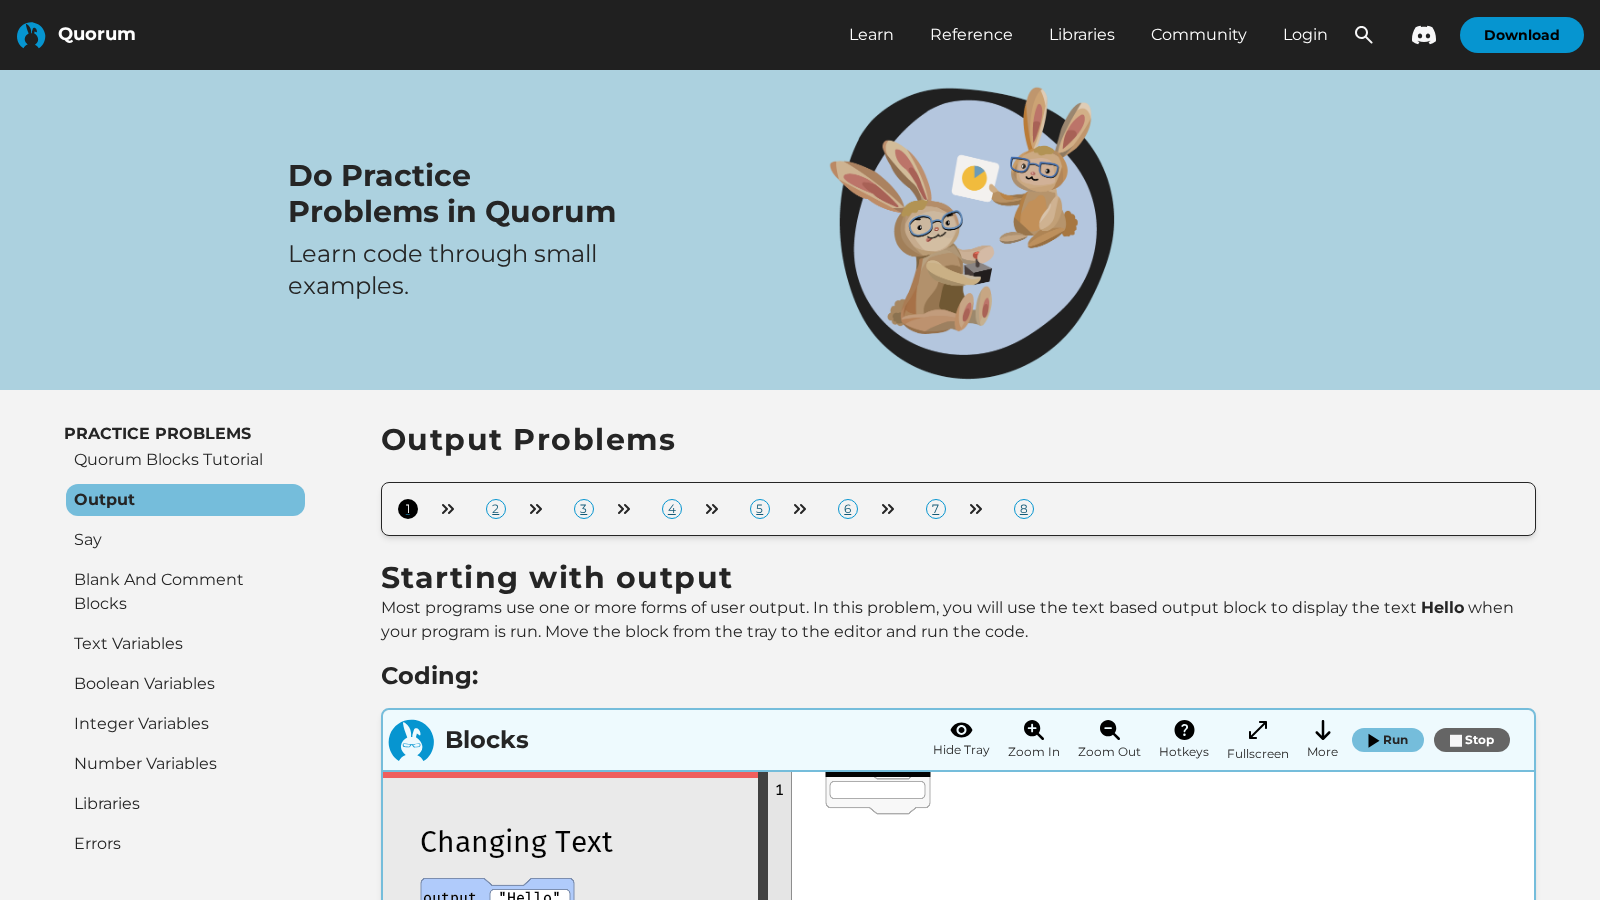 Quorum
Learn
Reference
Libraries
Community
Login
Download
Do Practice
Problems in Quorum
Learn code through small
examples.
PRACTICE PROBLEMS
Quorum Blocks Tutorial
Output
Say
Blank And Comment
Blocks
Text Variables
Boolean Variables
Integer Variables
Number Variables
Libraries
Errors
Output Problems
1 » 2 » 3 » 4 » 5 » 6 » 7 » 8
Starting with output
Most programs use one or more forms of user output. In this problem, you will use the text based output block to display the text Hello when
your program is run. Move the block from the tray to the editor and run the code.
Coding:
Blocks
Hide Tray
Zoom In
Zoom Out
Hotkeys
Fullscreen
More
Run
Stop
1
Changing Text
output "Hello"